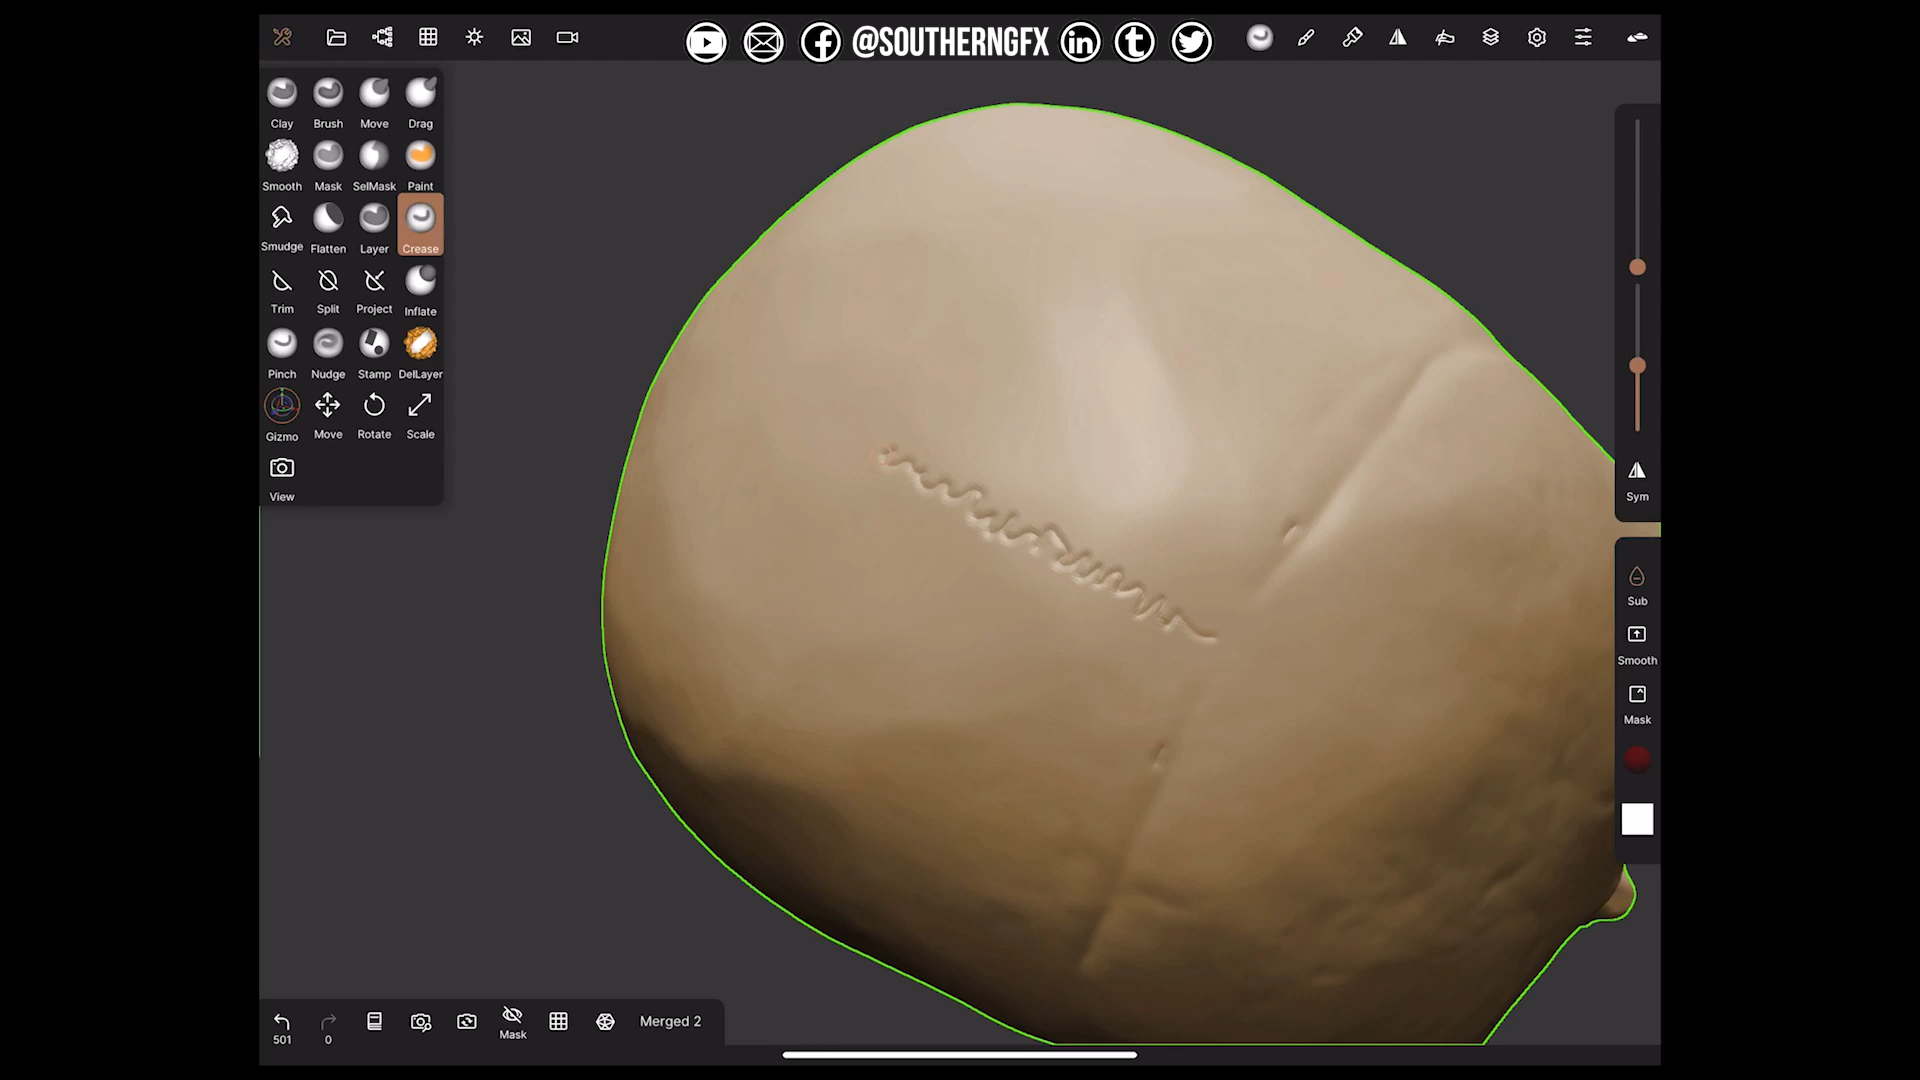 @SOUTHERNGFX
Clay Brush Move Drag
Smooth Mask SelMask Paint
Smudge Flatten Layer Crease
Trim Split Project Inflate
Pinch Nudge Stamp DelLayer
Gizmo Move Rotate Scale
View
Sym
Sub
Smooth
Mask
501 0 Mask Merged 2